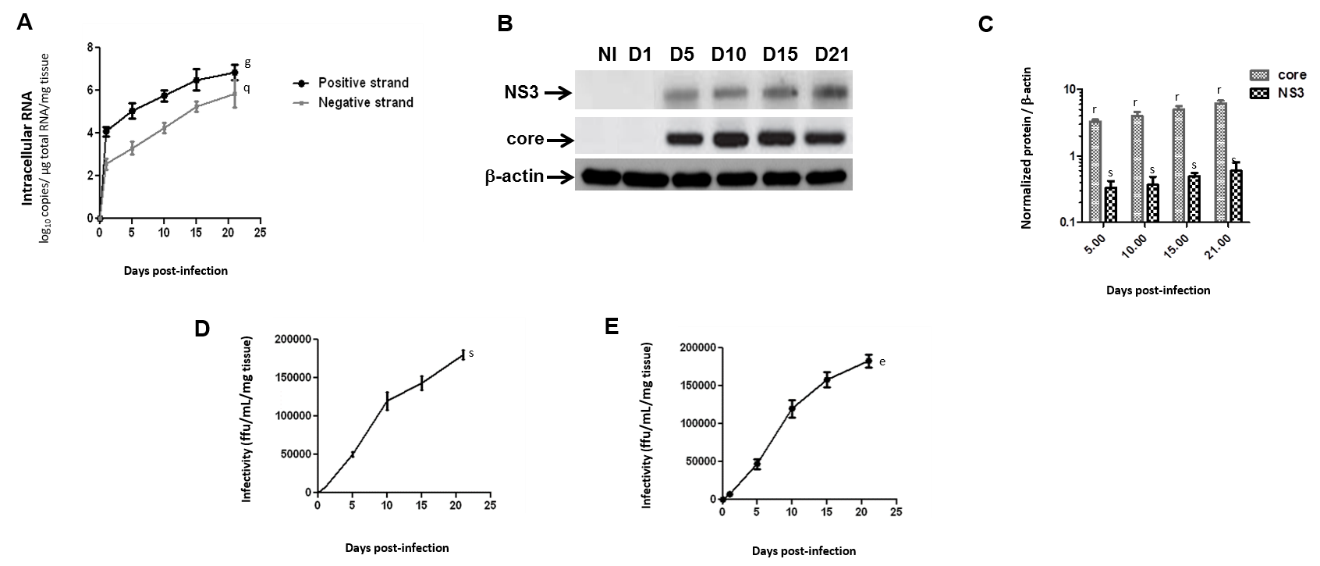 A
Intracellular RNA
log10 copies/ µg total RNA/mg tissue
8
6
4
2
0
0 5 10 15 20 25
Days post-infection
g
q
Positive strand
Negative strand
B
NI D1 D5 D10 D15 D21
NS3
core
β-actin
C
core
NS3
Normalized protein / β-actin
10
1
0.1
r r r r
s s s s
5.00 10.00 15.00 21.00
Days post-infection
D
Infectivity (ffu/mL/mg tissue)
200000
150000
100000
50000
0
0 5 10 15 20 25
s
Days post-infection
E
Infectivity (ffu/mL/mg tissue)
200000
150000
100000
50000
0
0 5 10 15 20 25
e
Days post-infection